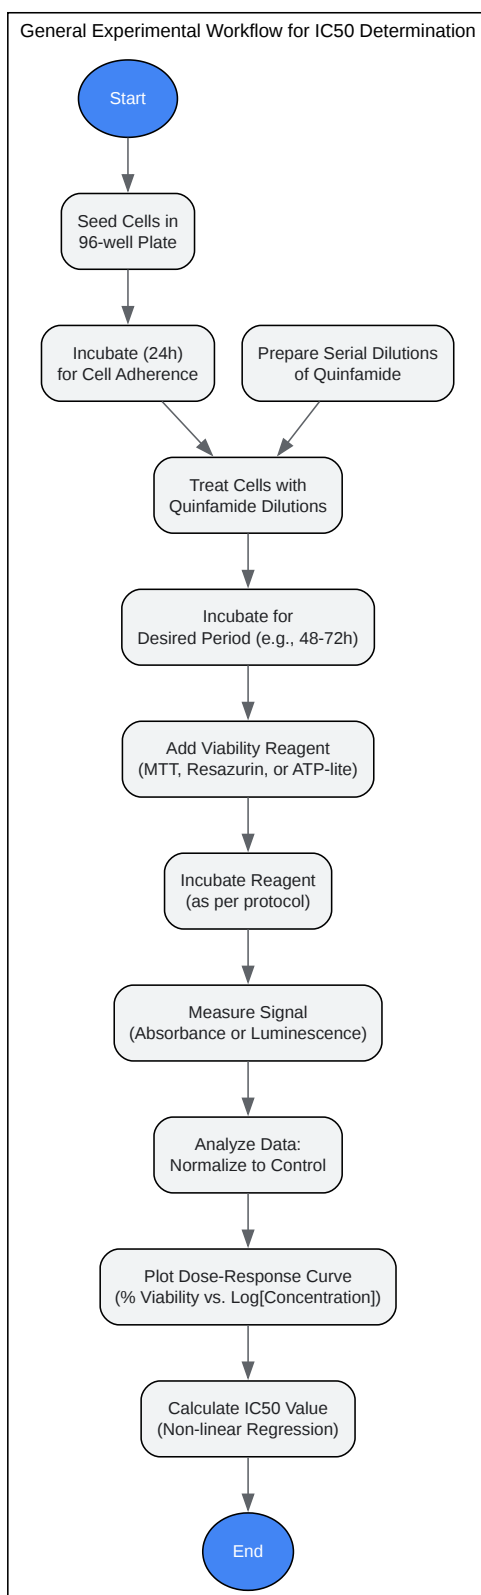 General Experimental Workflow for IC50 Determination
Start
Seed Cells in
96-well Plate
Incubate (24h)
for Cell Adherence
Prepare Serial Dilutions
of Quinfamide
Treat Cells with
Quinfamide Dilutions
Incubate for
Desired Period (e.g., 48-72h)
Add Viability Reagent
(MTT, Resazurin, or ATP-lite)
Incubate Reagent
(as per protocol)
Measure Signal
(Absorbance or Luminescence)
Analyze Data:
Normalize to Control
Plot Dose-Response Curve
(% Viability vs. Log[Concentration])
Calculate IC50 Value
(Non-linear Regression)
End